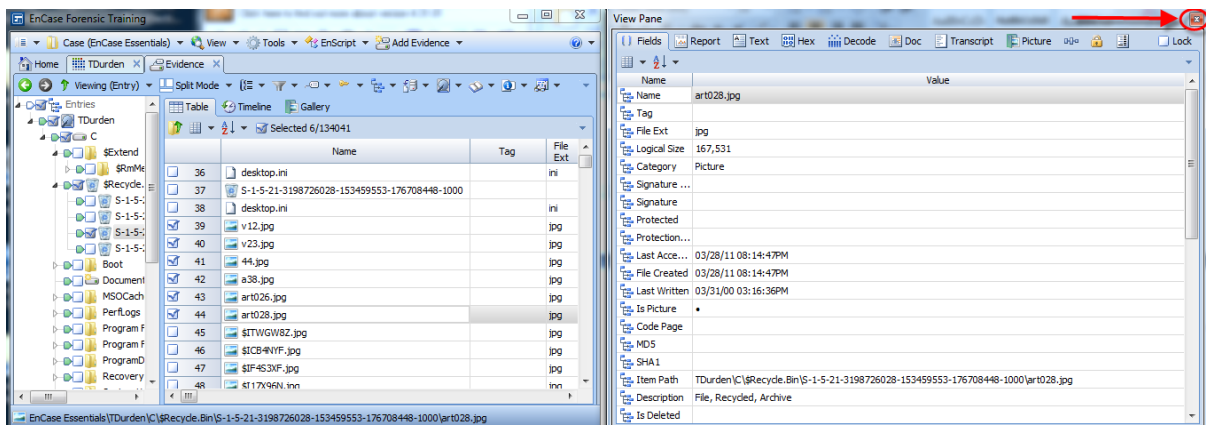 EnCase Forensic Training
Case (EnCase Essentials) View Tools EnScript Add Evidence
Home TDurden Evidence
Viewing (Entry) Split Mode
Entries
TDurden
C
$Extend
$RmMe
$Recycle.
S-1-5-2
S-1-5-
S-1-5-
S-1-5-
Boot
Document
MSOCach
PerfLogs
Program F
Program F
ProgramD
Recovery
Table Timeline Gallery
Selected 6/134041
Name Tag File Ext
36 desktop.ini ini
37 S-1-5-21-3198726028-153459553-176708448-1000
38 desktop.ini ini
39 v12.jpg jpg
40 v23.jpg jpg
41 44.jpg jpg
42 a38.jpg jpg
43 art026.jpg jpg
44 art028.jpg jpg
45 $ITWGW8Z.jpg jpg
46 $ICB4NYF.jpg jpg
47 $IF4S3XF.jpg jpg
48 $I17X96N.jpg jpg
EnCase Essentials\TDurden\C\$Recycle.Bin\S-1-5-21-3198726028-153459553-176708448-1000\art028.jpg
View Pane
Fields Report Text Hex Decode Doc Transcript Picture Lock
Name Value
Name art028.jpg
Tag
File Ext jpg
Logical Size 167,531
Category Picture
Signature ...
Signature
Protected
Protection...
Last Acce... 03/28/11 08:14:47PM
File Created 03/28/11 08:14:47PM
Last Written 03/31/00 03:16:36PM
Is Picture •
Code Page
MD5
SHA1
Item Path TDurden\C\$Recycle.Bin\S-1-5-21-3198726028-153459553-176708448-1000\art028.jpg
Description File, Recycled, Archive
Is Deleted